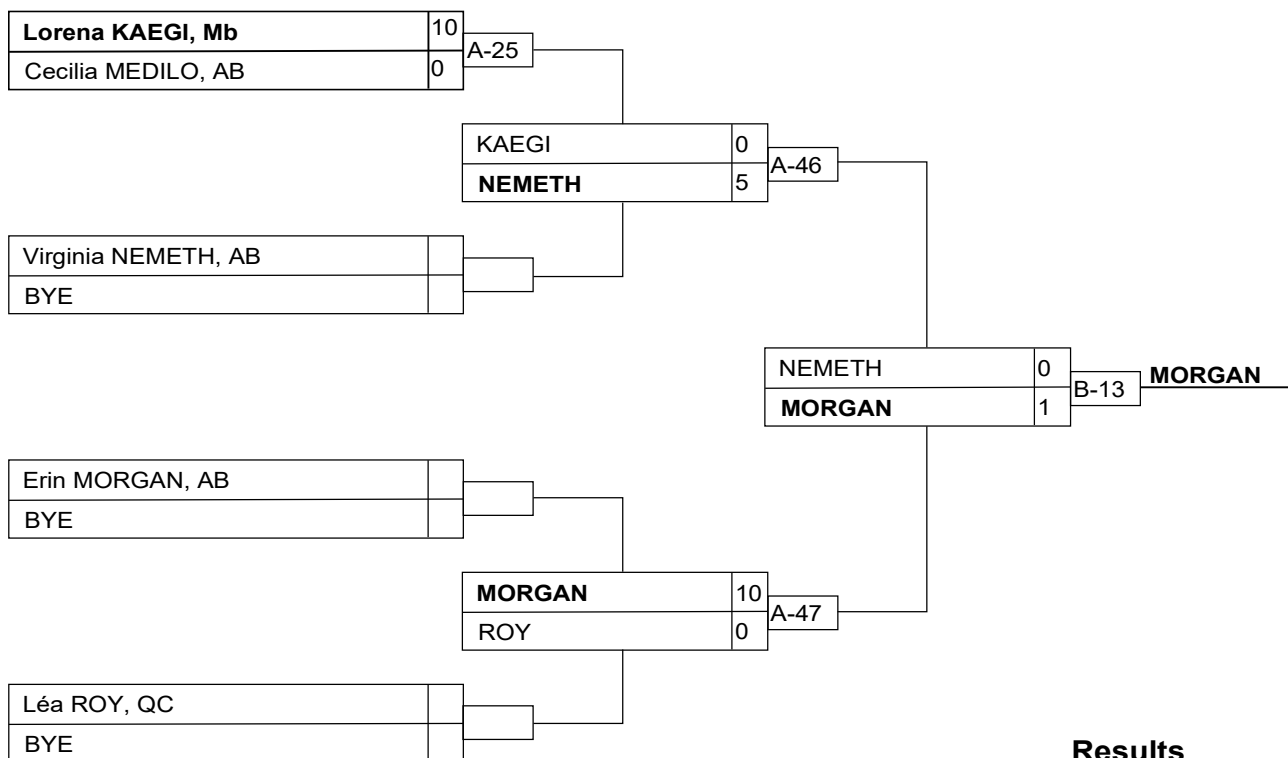 Lorena KAEGI, Mb 10
A-25
Cecilia MEDILO, AB 0
KAEGI 0
A-46
NEMETH 5
Virginia NEMETH, AB
BYE
NEMETH 0
B-13 MORGAN
MORGAN 1
Erin MORGAN, AB
BYE
MORGAN 10
A-47
ROY 0
Léa ROY, QC
BYE
Results